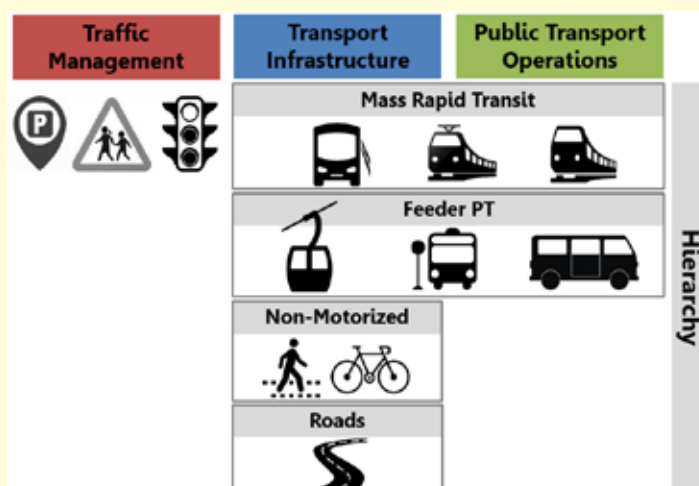 Traffic
Management
Transport
Infrastructure
Public Transport
Operations
P
Mass Rapid Transit
Feeder PT
Non-Motorized
Roads
Hierarchy